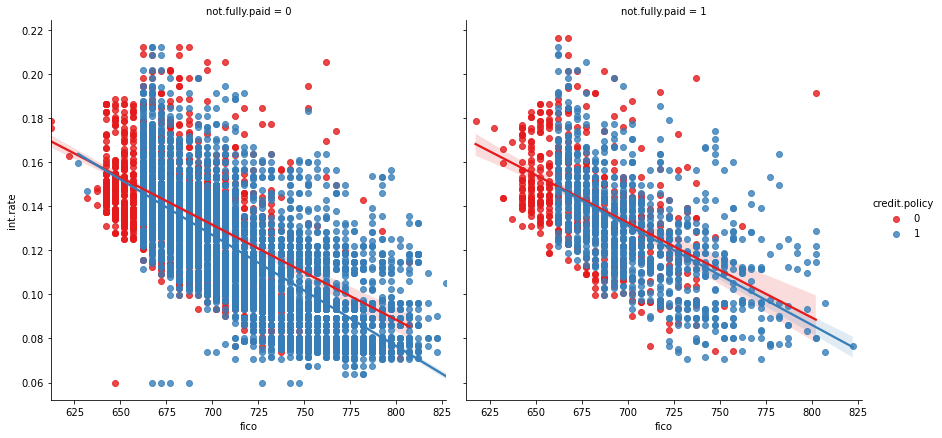 not.fully.paid = 0
not.fully.paid = 1
0.22
0.20
0.18
0.16
0.14
0.12
0.10
0.08
0.06
int.rate
625 650 675 700 725 750 775 800 825
fico
625 650 675 700 725 750 775 800 825
fico
credit.policy
0
1